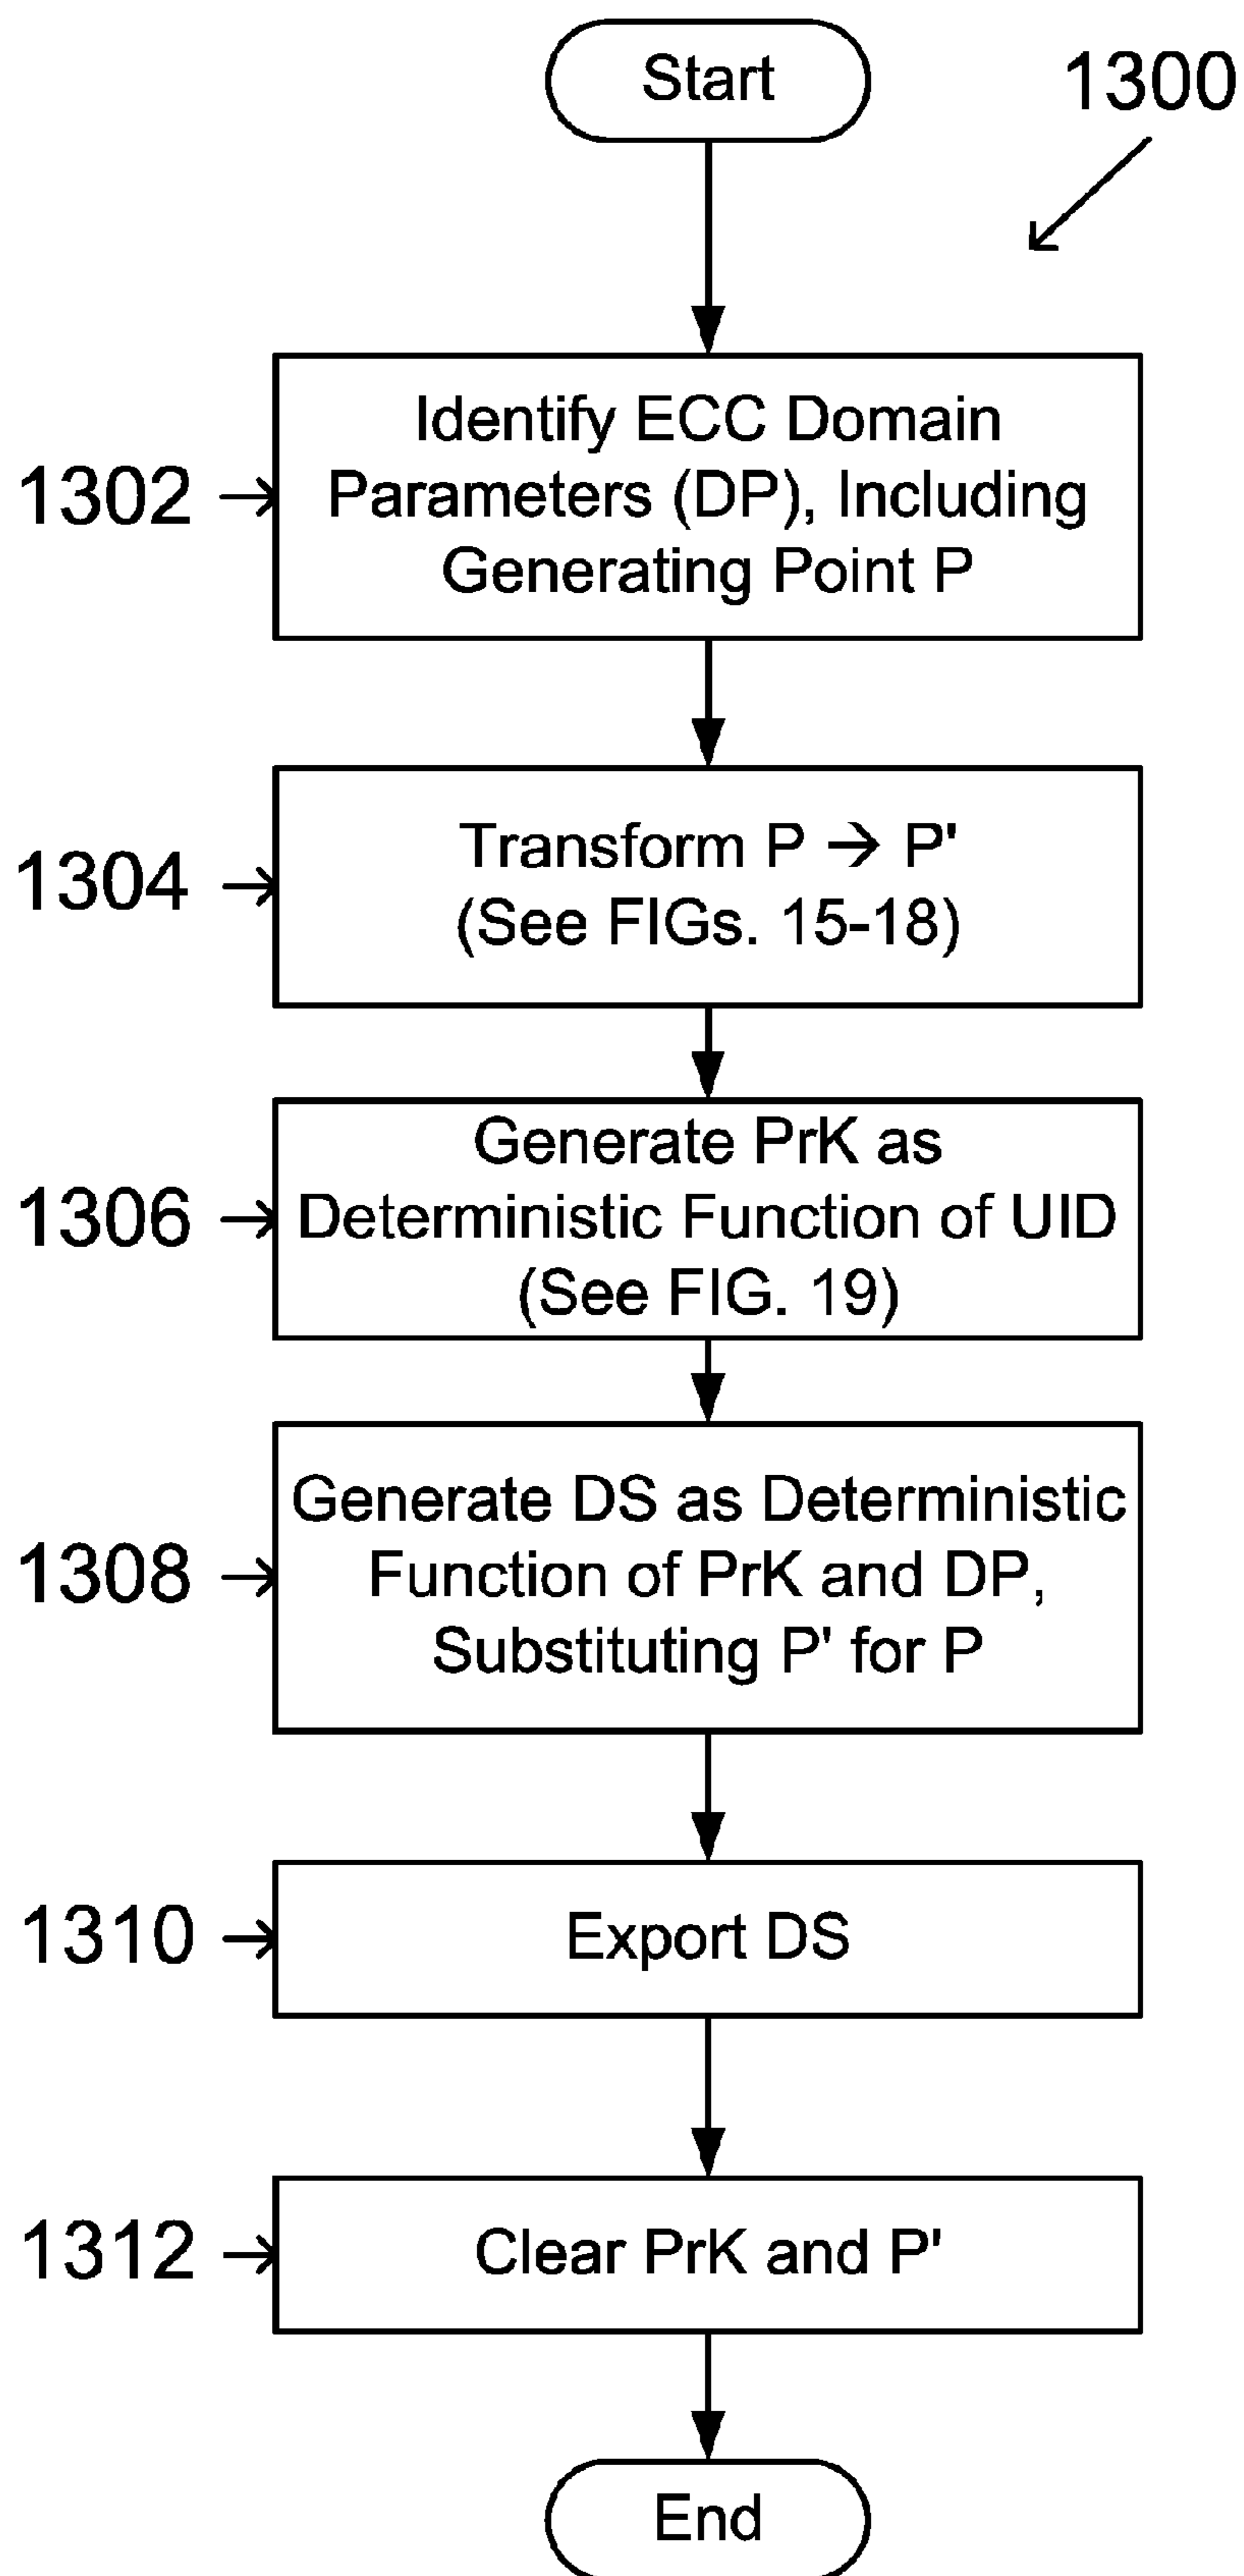 Start
1300
1302
Identify ECC Domain
Parameters (DP), Including
Generating Point P
1304
Transform P → P'
(See FIGs. 15-18)
1306
Generate PrK as
Deterministic Function of UID
(See FIG. 19)
1308
Generate DS as Deterministic
Function of PrK and DP,
Substituting P' for P
1310
Export DS
1312
Clear PrK and P'
End